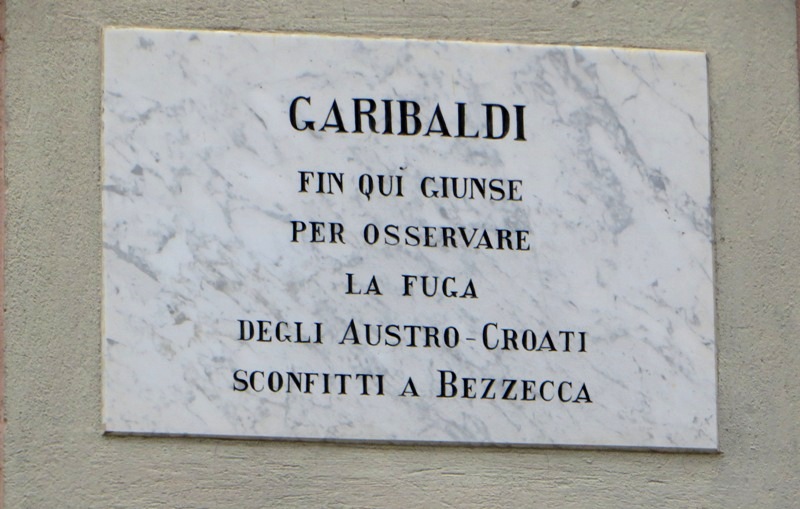 GARIBALDI
FIN QUI GIUNSE
PER OSSERVARE
LA FUGA
DEGLI AUSTRO-CROATI
SCONFITTI A BEZZECCA